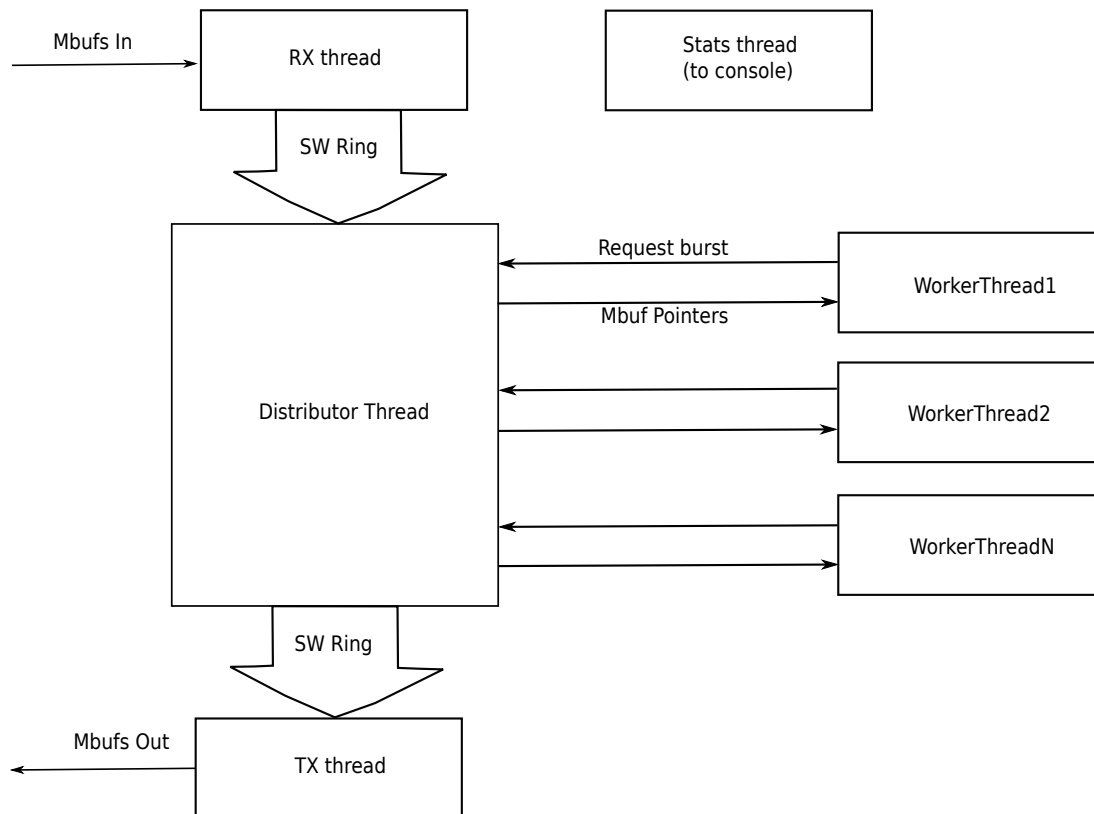 Mbufs In
RX thread
Stats thread
(to console)
SW Ring
Request burst
WorkerThread1
Mbuf Pointers
Distributor Thread
WorkerThread2
WorkerThreadN
SW Ring
Mbufs Out
TX thread